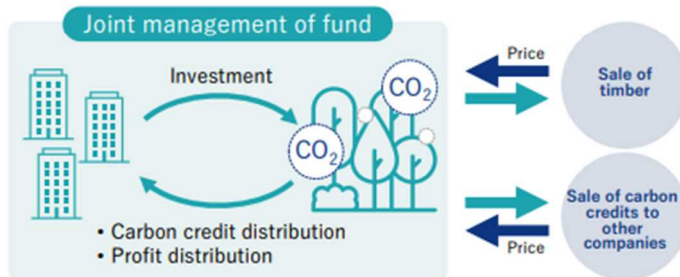 Joint management of fund
Investment
CO₂
CO₂
• Carbon credit distribution
• Profit distribution
Price
Sale of
timber
Sale of carbon
credits to
other
companies
Price